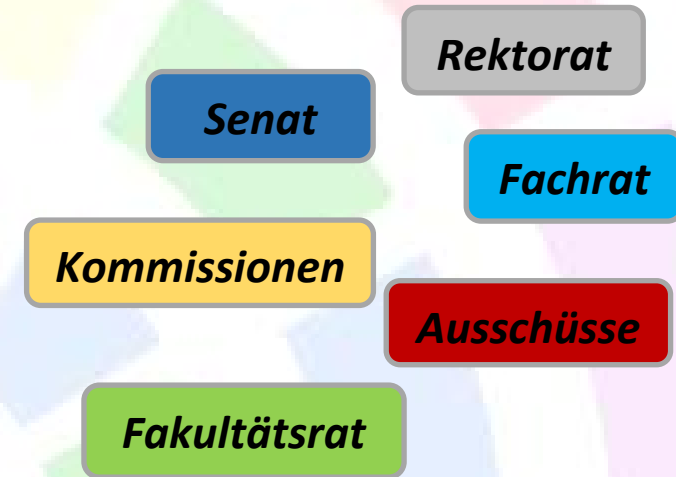 Rektorat
Senat
Fachrat
Kommissionen
Ausschüsse
Fakultätsrat